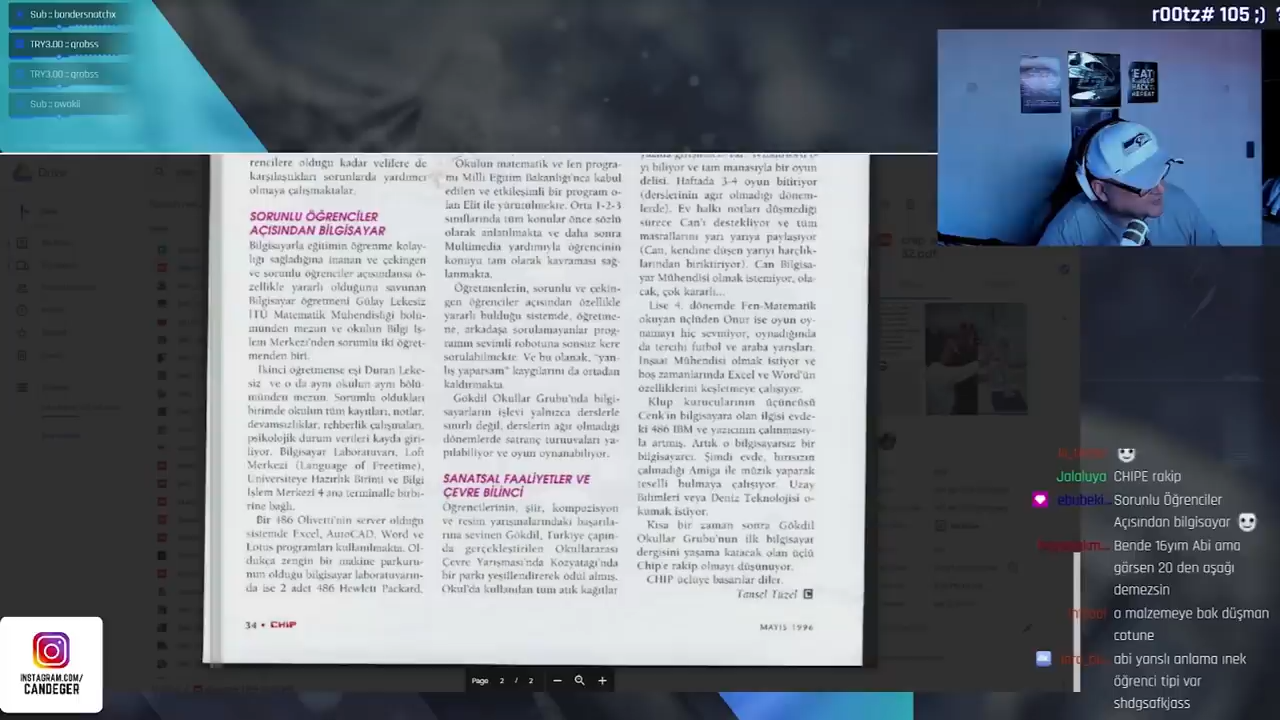 Sub :: bandersnatchx
TRY3.00 :: qrobss
TRY3.00 :: qrobss
Sub :: owokii
r00tz# 105 ;)
EAT
HACK
REPEAT
Drive
rencilere olduğu kadar velilere de
karşılaştıkları sorunlarda yardımcı
olmaya çalışmaktalar.
SORUNLU ÖĞRENCİLER
AÇISINDAN BİLGİSAYAR
Bilgisayarla eğitimin öğrenme kolay-
lığı sağladığına inanan ve çekingen
ve sorunlu öğrenciler açısındansa ö-
zellikle yararlı olduğunu savunan
Bilgisayar öğretmeni Gülay Lekesiz
İTÜ Matematik Mühendisliği bölü-
münden mezun ve okulun Bilgi İş-
lem Merkezi'nden sorumlu iki öğret-
menden biri.
İkinci öğretmense eşi Duran Leke-
siz ve o da aynı okulun aynı bölü-
münden mezun. Sorumlu oldukları
birimde okulun tüm kayıtları, notlar,
devamsızlıklar, rehberlik çalışmaları,
psikolojik durum verileri kayda giri-
liyor. Bilgisayar Laboratuvarı, Loft
Merkezi (Language of Freetime),
Üniversiteye Hazırlık Birimi ve Bilgi
İşlem Merkezi 4 ana terminalle birbi-
rine bağlı.
Bir 486 Olivetti'nin server olduğu
sistemde Excel, AutoCAD, Word ve
Lotus programları kullanılmakta. Ol-
dukça zengin bir makine parkuru-
nun olduğu bilgisayar laboratuvarın-
da ise 2 adet 486 Hewlett Packard,
34 • CHIP
Okulun matematik ve fen progra-
mı Milli Eğitim Bakanlığı'nca kabul
edilen ve etkileşimli bir program o-
lan Elit ile yürütülmekte. Orta 1-2-3
sınıflarında tüm konular önce sözlü
olarak anlatılmakta ve daha sonra
Multimedia yardımıyla öğrencinin
konuyu tam olarak kavraması sağ-
lanmakta.
Öğretmenlerin, sorunlu ve çekin-
gen öğrenciler açısından özellikle
yararlı bulduğu sistemde, öğretme-
ne, arkadaşa sorulamayanlar prog-
ramın sevimli robotuna sonsuz kere
sorulabilmekte. Ve bu olanak, "yan-
lış yaparsam" kaygılarını da ortadan
kaldırmakta.
Gökdil Okullar Grubu'nda bilgi-
sayarların işlevi yalnızca derslerle
sınırlı değil, derslerin ağır olmadığı
dönemlerde satranç turnuvaları ya-
pılabiliyor ve oyun oynanabiliyor.
SANATSAL FAALİYETLER VE
ÇEVRE BİLİNCİ
Öğrencilerinin, şiir, kompozisyon
ve resim yarışmalarındaki başarıla-
rına sevinen Gökdil, Türkiye çapın-
da gerçekleştirilen Okullararası
Çevre Yarışması'nda Kozyatağı'nda
bir parkı yeşillendirerek ödül almış.
Okul'da kullanılan tüm atık kağıtlar
yı biliyor ve tam manasıyla bir oyun
delisi. Haftada 3-4 oyun bitiriyor
(derslerinin ağır olmadığı dönem-
lerde). Ev halkı notları düşmediği
sürece Can'ı destekliyor ve tüm
masraflarını yarı yarıya paylaşıyor
(Can, kendine düşen yarıyı harçlık-
larından biriktiriyor). Can Bilgisa-
yar Mühendisi olmak istemiyor, ola-
cak, çok kararlı...
Lise 4. dönemde Fen-Matematik
okuyan üçlüden Onur ise oyun oy-
namayı hiç sevmiyor, oynadığında
da tercihi futbol ve araba yarışları.
İnşaat Mühendisi olmak istiyor ve
boş zamanlarında Excel ve Word'ün
özelliklerini keşfetmeye çalışıyor.
Klüp kurucularının üçüncüsü
Cenk'in bilgisayara olan ilgisi evde-
ki 486 IBM ve yazıcının çalınmasıy-
la artmış. Artık o bilgisayarsız bir
bilgisayarcı. Şimdi evde, hırsızın
çalmadığı Amiga ile müzik yaparak
teselli bulmaya çalışıyor. Uzay
Bilimleri veya Deniz Teknolojisi o-
kumak istiyor.
Kısa bir zaman sonra Gökdil
Okullar Grubu'nun ilk bilgisayar
dergisini yaşama katacak olan üçlü
Chip'e rakip olmayı düşünüyor.
CHIP üçlüye başarılar diler.
Tansel Tüzel C
MAYIS 1996
Page 2 / 2
Jalaluya CHIPE rakip
ebubeki... Sorunlu Öğrenciler
Açısından bilgisayar
Bende 16yım Abi ama
görsen 20 den aşağı
demezsin
o malzemeye bak düşman
cotune
abi yanslı anlama ınek
öğrenci tipi var
shdgsafkjass
INSTAGRAM.COM/
CANDEGER